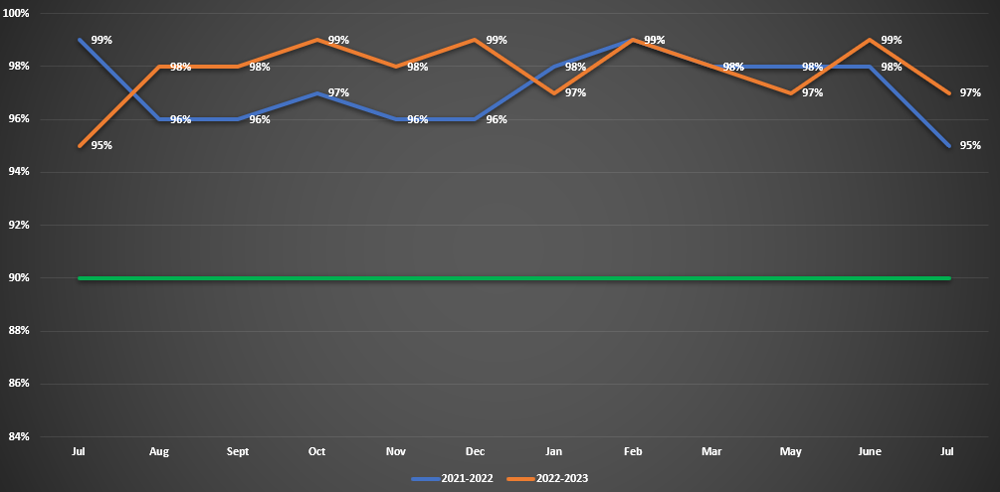 100%
99% 99% 99% 99% 99%
98% 98% 98% 98% 98% 98% 98% 98% 98%
97% 97% 97% 97%
96% 96% 96% 96% 96%
95% 95%
94%
92%
90%
88%
86%
84%
Jul Aug Sept Oct Nov Dec Jan Feb Mar May June Jul
2021-2022 2022-2023